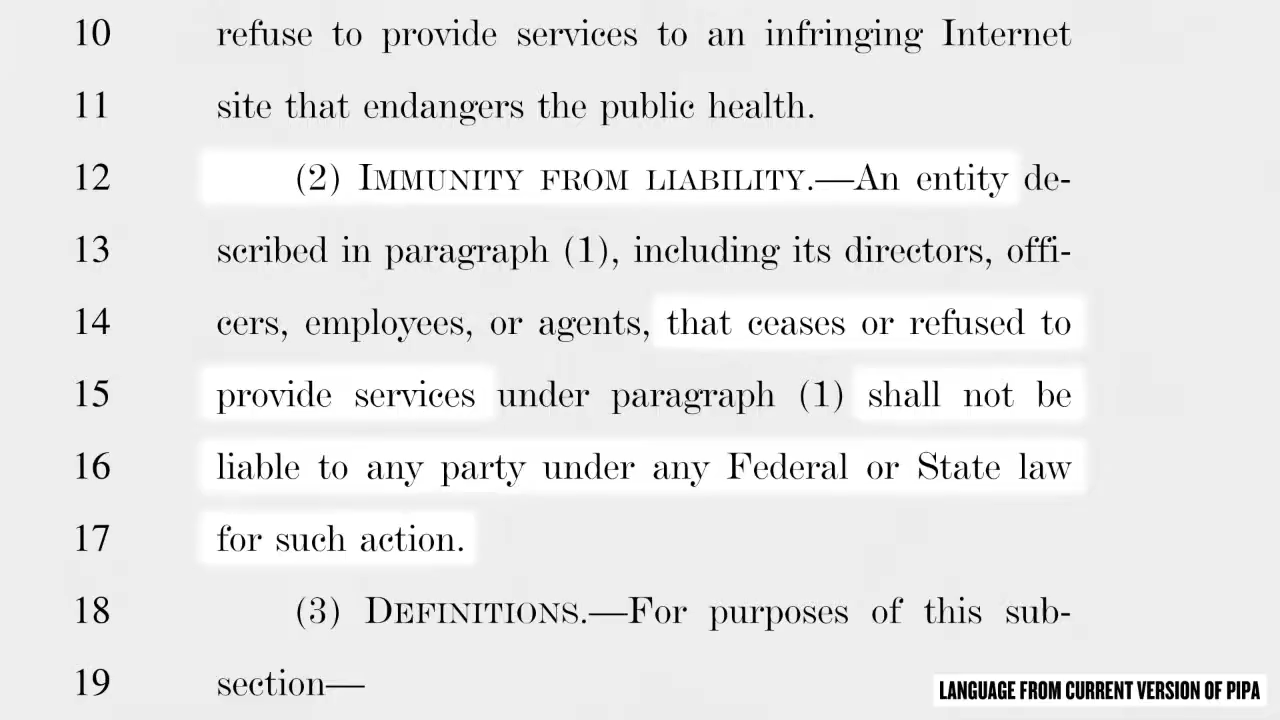 10 refuse to provide services to an infringing Internet
11 site that endangers the public health.
12 (2) IMMUNITY FROM LIABILITY.—An entity de-
13 scribed in paragraph (1), including its directors, offi-
14 cers, employees, or agents, that ceases or refused to
15 provide services under paragraph (1) shall not be
16 liable to any party under any Federal or State law
17 for such action.
18 (3) DEFINITIONS.—For purposes of this sub-
19 section—
LANGUAGE FROM CURRENT VERSION OF PIPA